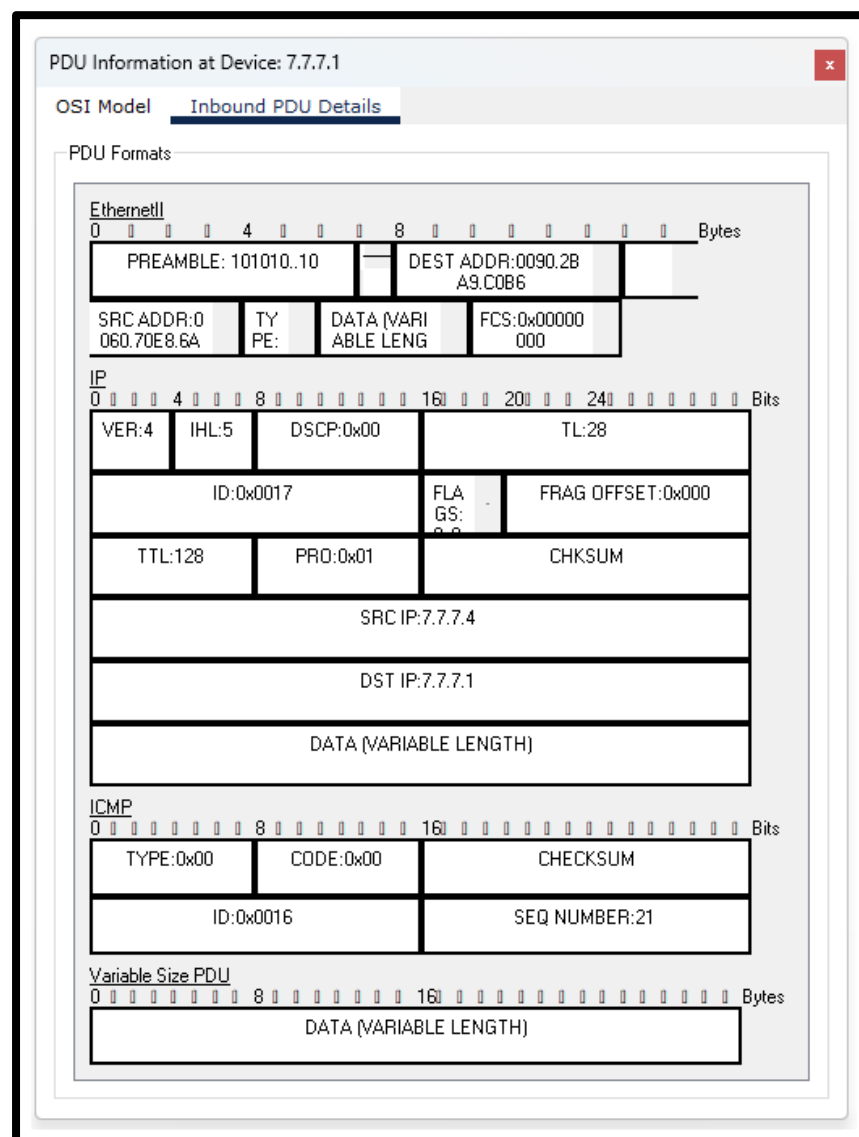 PDU Information at Device: 7.7.7.1
x
OSI Model Inbound PDU Details
PDU Formats
EthernetII
0 4 8 Bytes
PREAMBLE: 101010..10 DEST ADDR:0090.2B
A9.C0B6
SRC ADDR:0 TY DATA (VARI FCS:0x00000
060.70E8.6A PE: ABLE LENG 000
IP
0 4 8 16 20 24 Bits
VER:4 IHL:5 DSCP:0x00 TL:28
ID:0x0017 FLA FRAG OFFSET:0x000
GS:
TTL:128 PRO:0x01 CHKSUM
SRC IP:7.7.7.4
DST IP:7.7.7.1
DATA (VARIABLE LENGTH)
ICMP
0 8 16 Bits
TYPE:0x00 CODE:0x00 CHECKSUM
ID:0x0016 SEQ NUMBER:21
Variable Size PDU
0 8 16 Bytes
DATA (VARIABLE LENGTH)